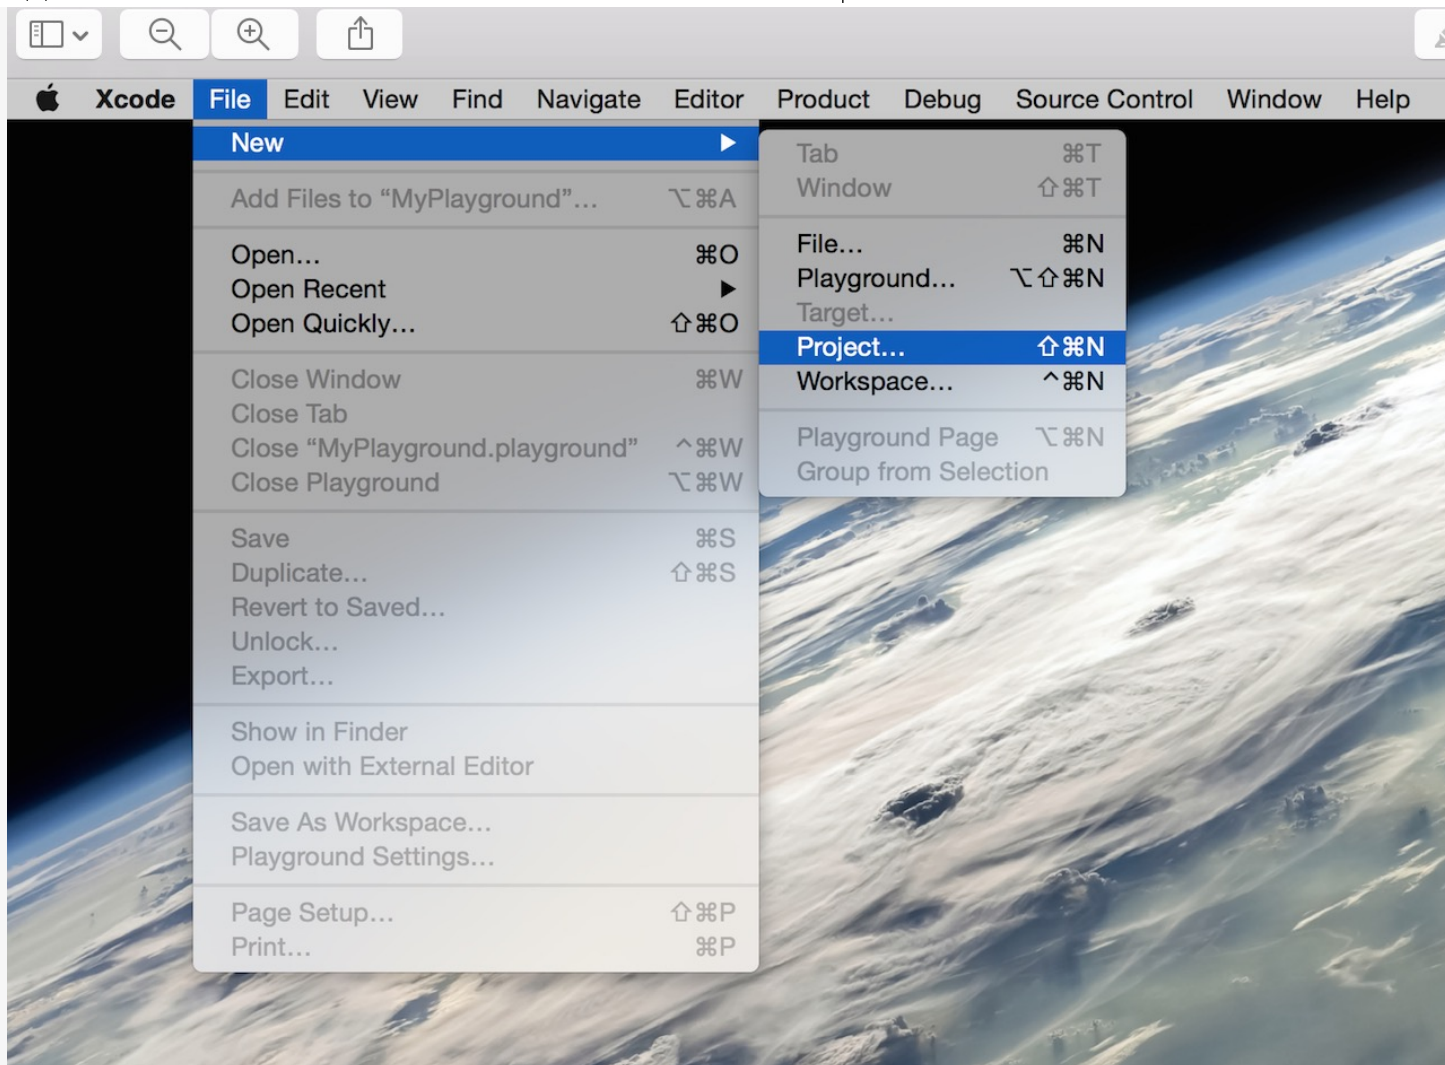 Xcode File Edit View Find Navigate Editor Product Debug Source Control Window Help
New ▶
Add Files to “MyPlayground”... ⌥⌘A
Open... ⌘O
Open Recent ▶
Open Quickly... ⇧⌘O
Close Window ⌘W
Close Tab
Close “MyPlayground.playground” ^⌘W
Close Playground ⌥⌘W
Save ⌘S
Duplicate... ⇧⌘S
Revert to Saved...
Unlock...
Export...
Show in Finder
Open with External Editor
Save As Workspace...
Playground Settings...
Page Setup... ⇧⌘P
Print... ⌘P
Tab ⌘T
Window ⇧⌘T
File... ⌘N
Playground... ⌥⇧⌘N
Target...
Project... ⇧⌘N
Workspace... ^⌘N
Playground Page ⌥⌘N
Group from Selection